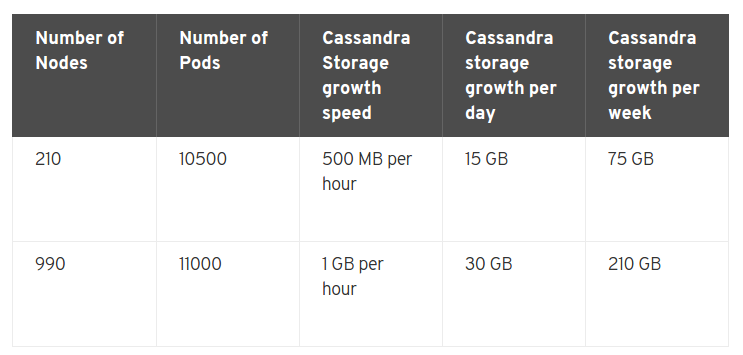 Number of Nodes
Number of Pods
Cassandra Storage growth speed
Cassandra storage growth per day
Cassandra storage growth per week
210
10500
500 MB per hour
15 GB
75 GB
990
11000
1 GB per hour
30 GB
210 GB